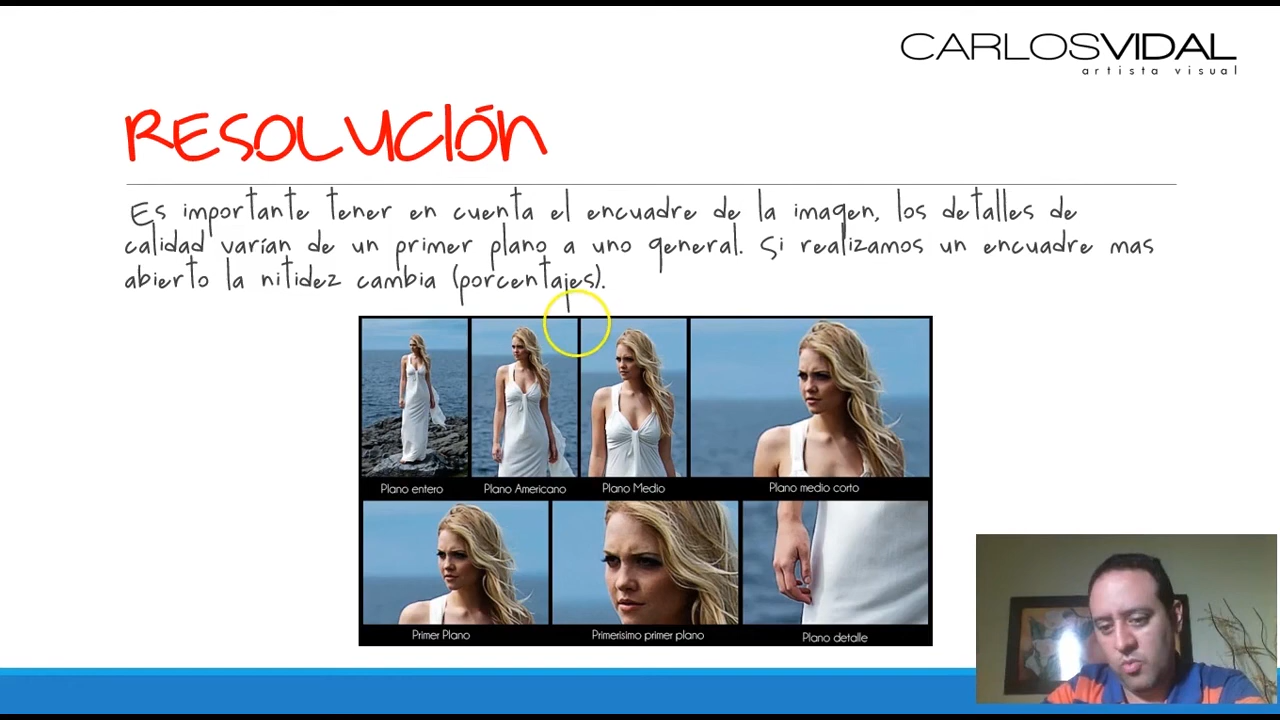 CARLOSVIDAL
artista visual
RESOLUCIÓN
Es importante tener en cuenta el encuadre de la imagen, los detalles de
calidad varían de un primer plano a uno general. Si realizamos un encuadre mas
abierto la nitidez cambia (porcentajes).
Plano entero
Plano Americano
Plano Medio
Plano medio corto
Primer Plano
Primerisimo primer plano
Plano detalle